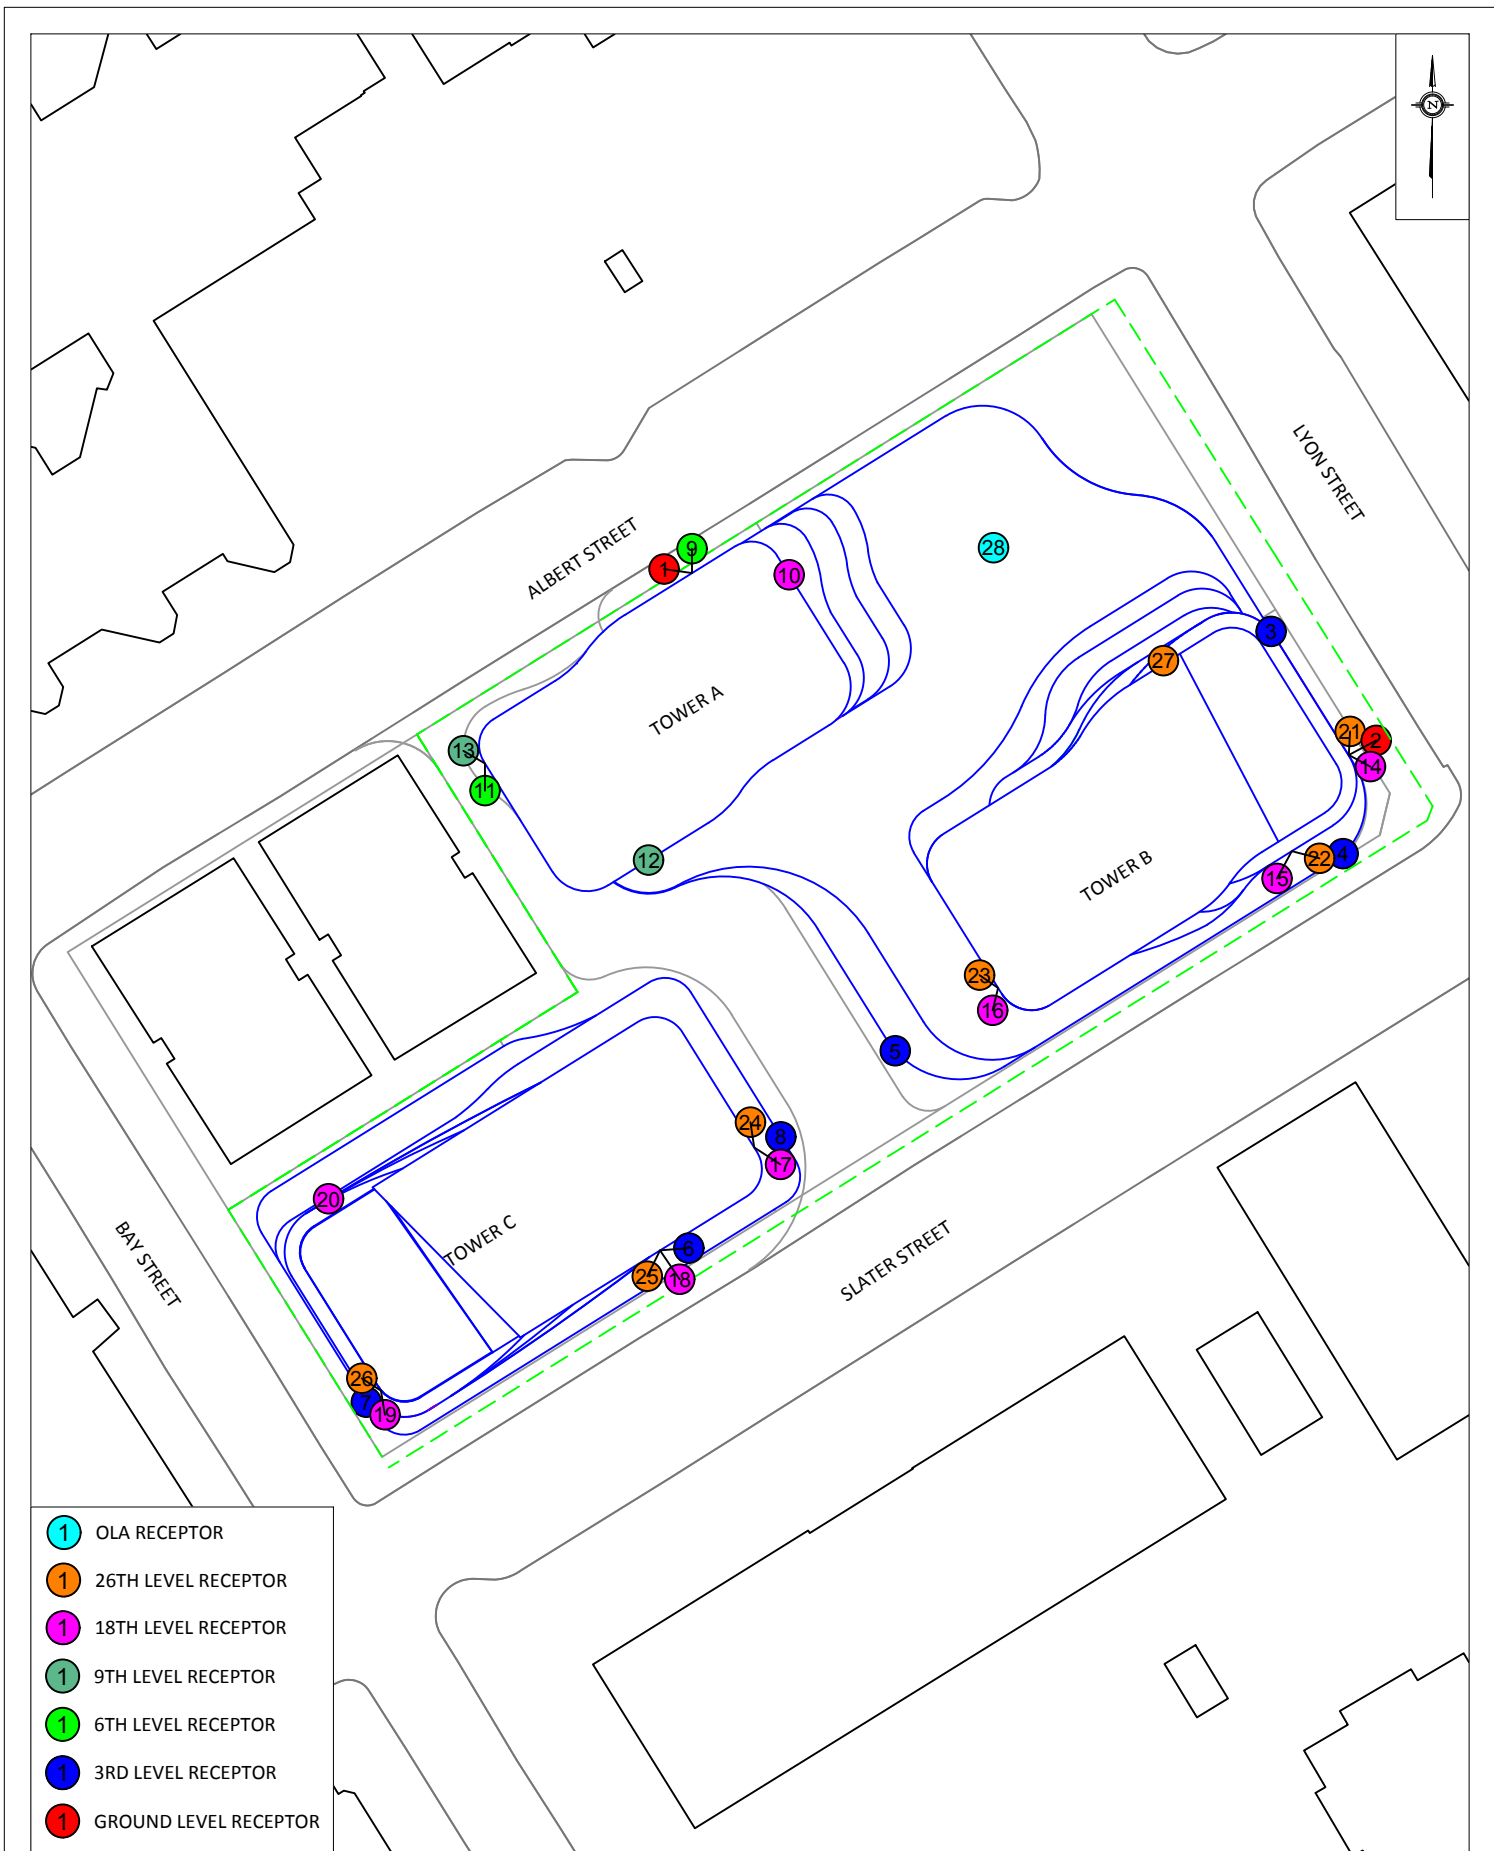 N
LYON STREET
ALBERT STREET
9
1
28
10
3
27
TOWER A
21
2
13
14
11
4
22
12
15
TOWER B
23
16
5
24
8
17
20
BAY STREET
TOWER C
6
SLATER STREET
25
18
26
7
19
1 OLA RECEPTOR
1 26TH LEVEL RECEPTOR
1 18TH LEVEL RECEPTOR
1 9TH LEVEL RECEPTOR
1 6TH LEVEL RECEPTOR
1 3RD LEVEL RECEPTOR
1 GROUND LEVEL RECEPTOR